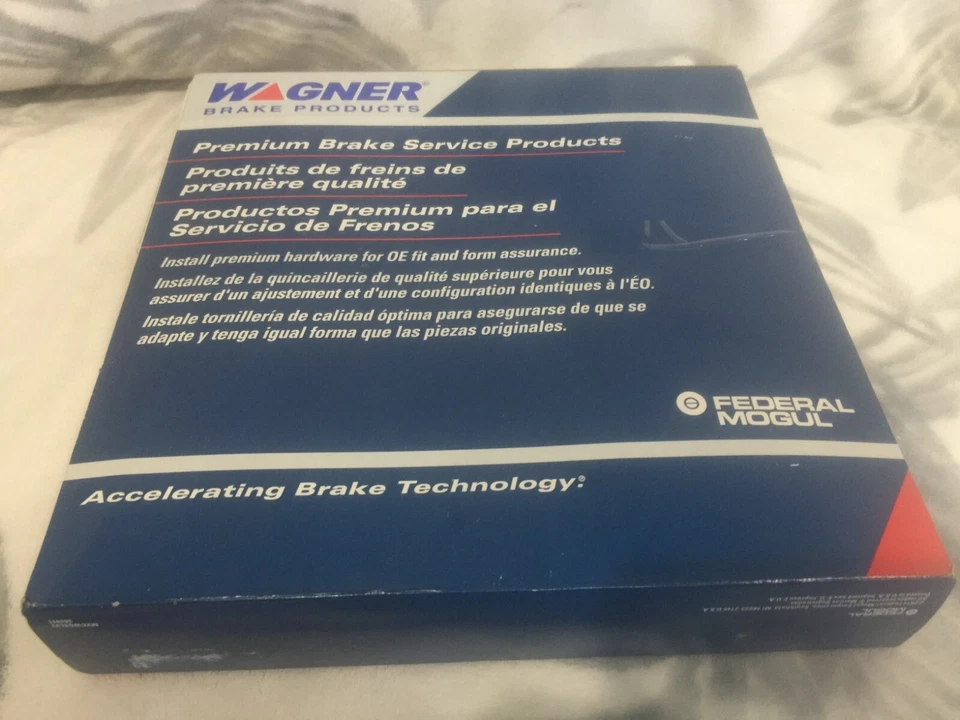 WAGNER®
BRAKE PRODUCTS
Premium Brake Service Products
Produits de freins de
première qualité
Productos Premium para el
Servicio de Frenos
Install premium hardware for OE fit and form assurance.
Installez de la quincaillerie de qualité supérieure pour vous
assurer d'un ajustement et d'une configuration identiques à l'ÉO.
Instale tornillería de calidad óptima para asegurarse de que se
adapte y tenga igual forma que las piezas originales.
FEDERAL
MOGUL
Accelerating Brake Technology®
FEDERAL
MOGUL